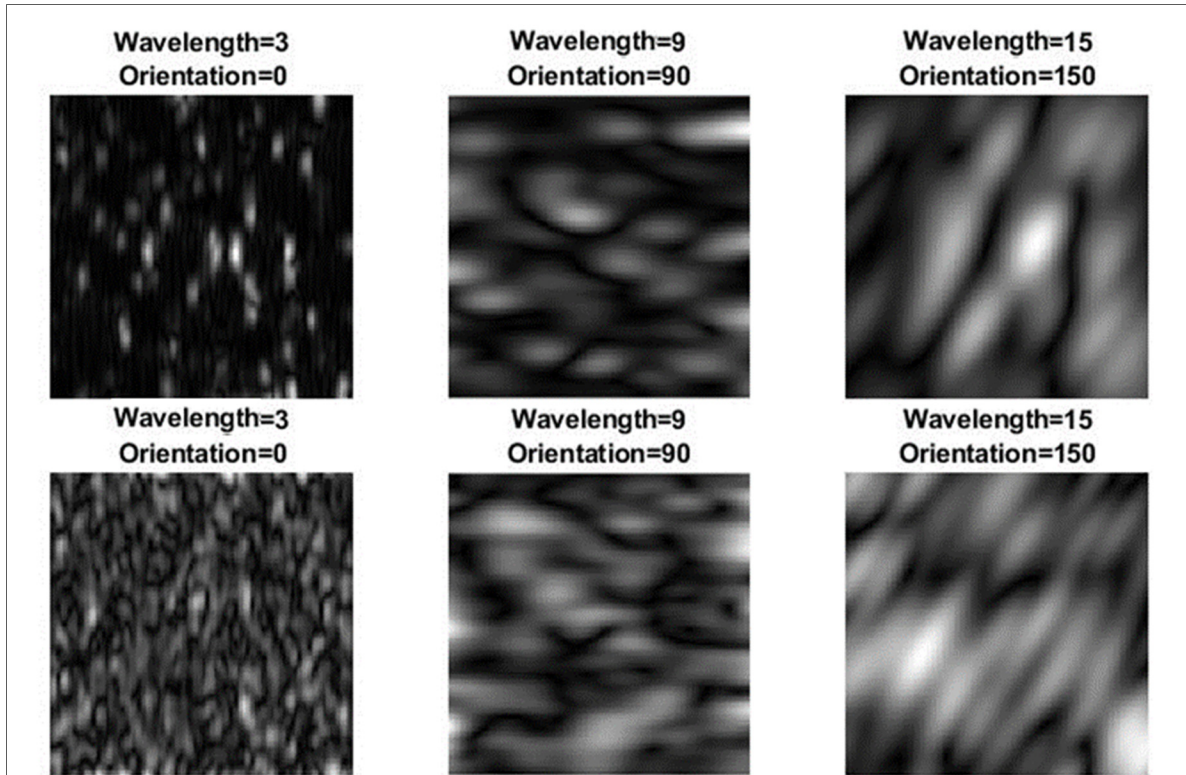 Wavelength=3
Orientation=0
Wavelength=9
Orientation=90
Wavelength=15
Orientation=150
Wavelength=3
Orientation=0
Wavelength=9
Orientation=90
Wavelength=15
Orientation=150